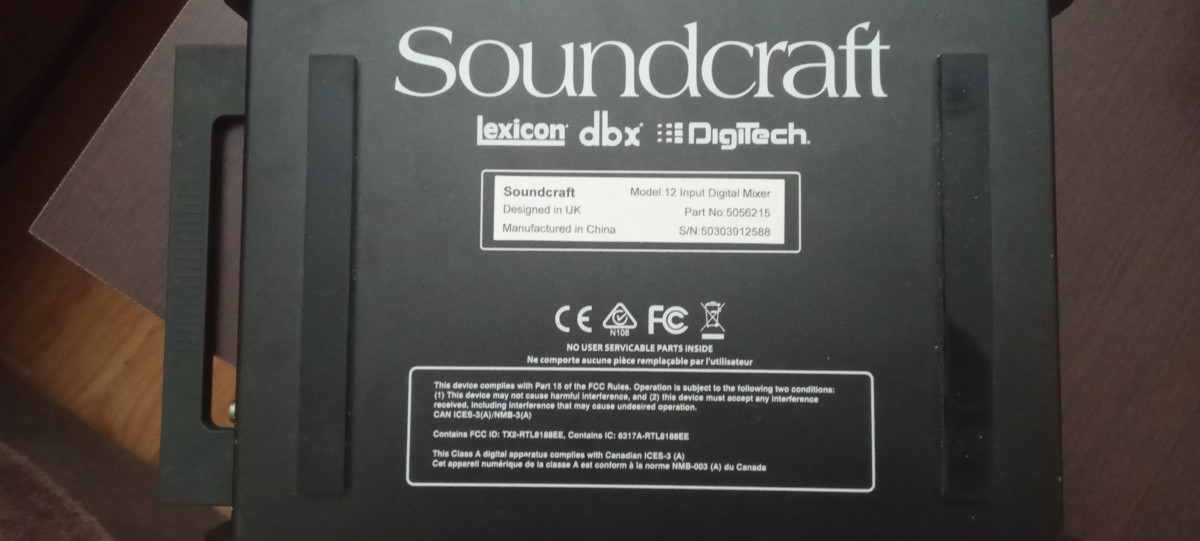 Soundcraft
lexicon dbx DigiTech.
Soundcraft Model:12 Input Digital Mixer
Designed in UK Part No:5056215
Manufactured in China S/N:50303912588
CE N108 FC
NO USER SERVICABLE PARTS INSIDE
Ne comporte aucune pièce remplaçable par l'utilisateur
This device complies with Part 15 of the FCC Rules. Operation is subject to the following two conditions:
(1) This device may not cause harmful interference, and (2) this device must accept any interference
received, including interference that may cause undesired operation.
CAN ICES-3(A)/NMB-3(A)
Contains FCC ID: TX2-RTL8188EE, Contains IC: 6317A-RTL8188EE
This Class A digital apparatus complies with Canadian ICES-3 (A)
Cet appareil numérique de la classe A est conform à la norme NMB-003 (A) du Canada